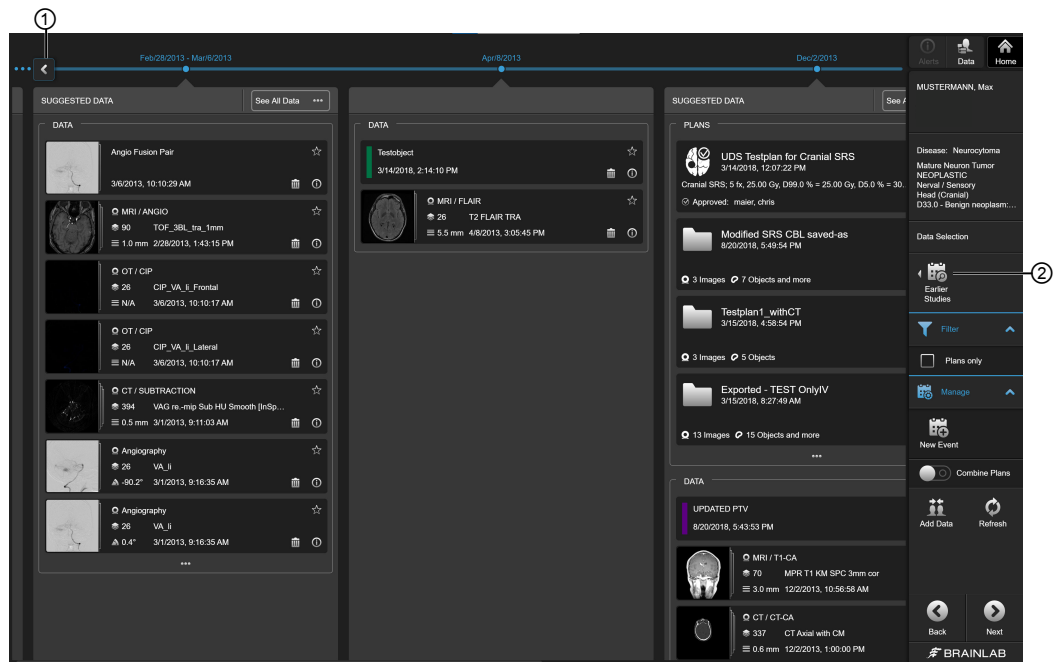 1
Feb/28/2013 - Mar/6/2013
Apr/8/2013
Dec/2/2013
Alerts
Data
Home
SUGGESTED DATA
See All Data
DATA
Angio Fusion Pair
3/6/2013, 10:10:29 AM
MRI / ANGIO
90 TOF_3BL_tra_1mm
1.0 mm 2/28/2013, 1:43:15 PM
OT / CIP
26 CIP_VA_li_Frontal
N/A 3/6/2013, 10:10:17 AM
OT / CIP
26 CIP_VA_li_Lateral
N/A 3/6/2013, 10:10:17 AM
CT / SUBTRACTION
394 VAG re.-mip Sub HU Smooth [InSp...
0.5 mm 3/1/2013, 9:11:03 AM
Angiography
26 VA_li
-90.2° 3/1/2013, 9:16:35 AM
Angiography
26 VA_li
0.4° 3/1/2013, 9:16:35 AM
DATA
Testobject
3/14/2018, 2:14:10 PM
MRI / FLAIR
26 T2 FLAIR TRA
5.5 mm 4/8/2013, 3:05:45 PM
SUGGESTED DATA
See A
PLANS
UDS Testplan for Cranial SRS
3/14/2018, 12:07:22 PM
Cranial SRS; 5 fx, 25.00 Gy, D99.0 % = 25.00 Gy, D5.0 % = 30.
Approved: maier, chris
Modified SRS CBL saved-as
8/20/2018, 5:49:54 PM
3 Images 7 Objects and more
Testplan1_withCT
3/15/2018, 4:58:54 PM
3 Images 5 Objects
Exported - TEST OnlyIV
3/15/2018, 8:27:49 AM
13 Images 15 Objects and more
DATA
UPDATED PTV
8/20/2018, 5:43:53 PM
MRI / T1-CA
70 MPR T1 KM SPC 3mm cor
3.0 mm 12/2/2013, 10:56:58 AM
CT / CT-CA
337 CT Axial with CM
0.6 mm 12/2/2013, 1:00:00 PM
MUSTERMANN, Max
Disease: Neurocytoma
Mature Neuron Tumor
NEOPLASTIC
Nerval / Sensory
Head (Cranial)
D33.0 - Benign neoplasm:...
Data Selection
Earlier
Studies
2
Filter
Plans only
Manage
New Event
Combine Plans
Add Data
Refresh
Back
Next
BRAINLAB